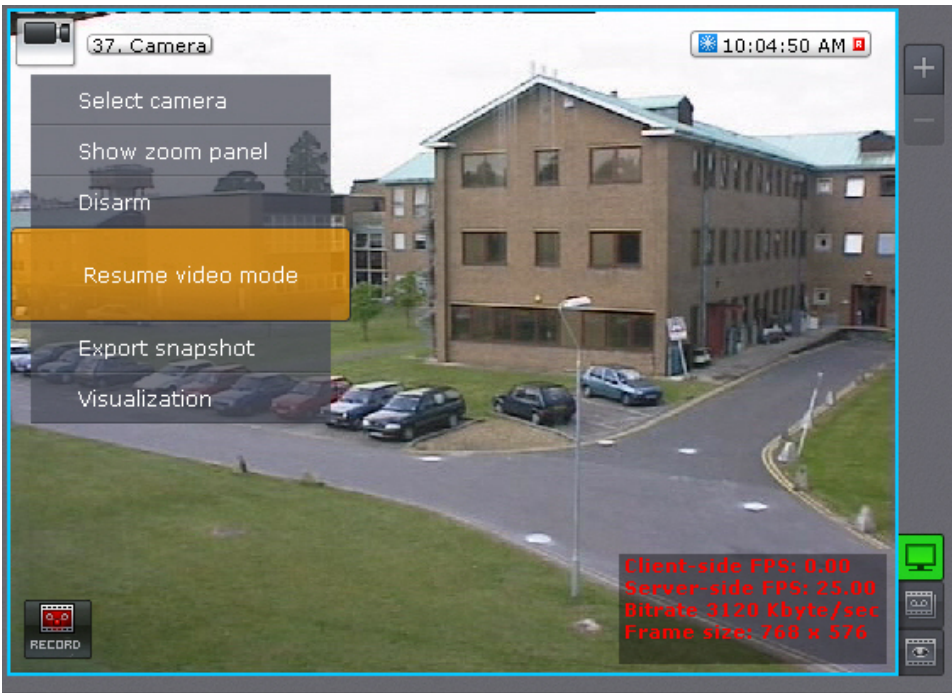 37. Camera
10:04:50 AM R
Select camera
Show zoom panel
Disarm
Resume video mode
Export snapshot
Visualization
Client-side FPS: 0.00
Server-side FPS: 25.00
Bitrate 3120 Kbyte/sec
Frame size: 768 x 576
RECORD